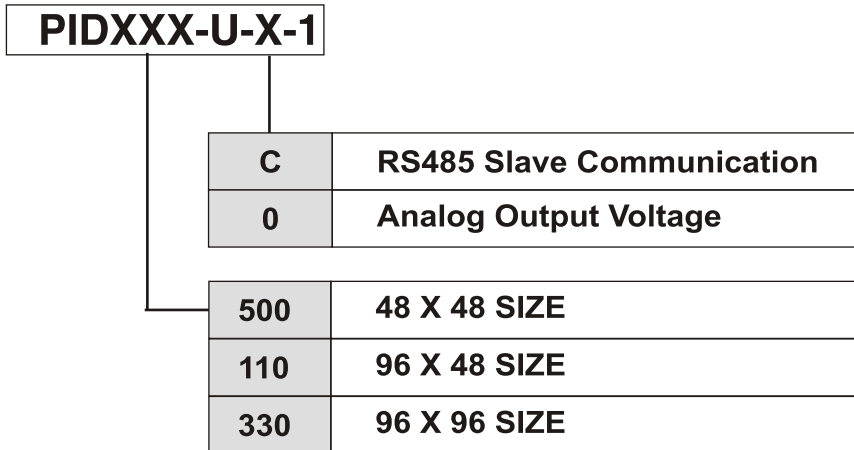 PIDXXX-U-X-1
C RS485 Slave Communication
0 Analog Output Voltage
500 48 X 48 SIZE
110 96 X 48 SIZE
330 96 X 96 SIZE